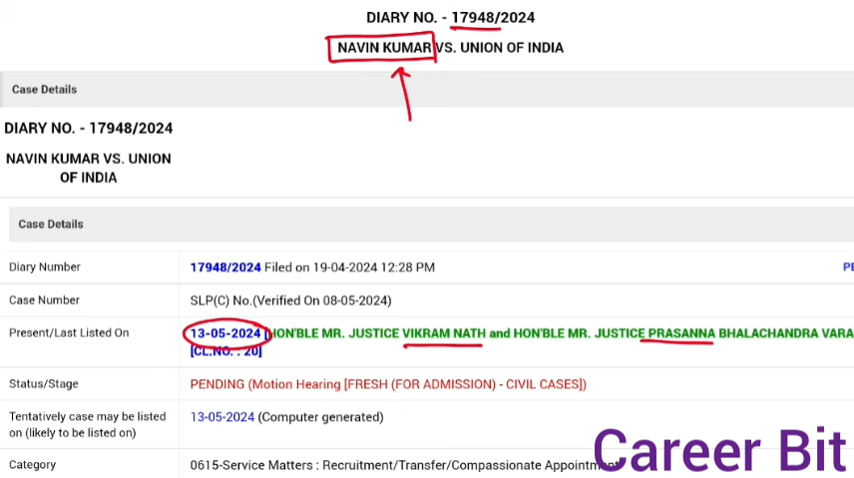 DIARY NO. - 17948/2024
NAVIN KUMAR VS. UNION OF INDIA
Case Details
DIARY NO. - 17948/2024
NAVIN KUMAR VS. UNION
OF INDIA
Case Details
Diary Number 17948/2024 Filed on 19-04-2024 12:28 PM PE
Case Number SLP(C) No.(Verified On 08-05-2024)
Present/Last Listed On 13-05-2024 [HON'BLE MR. JUSTICE VIKRAM NATH and HON'BLE MR. JUSTICE PRASANNA BHALACHANDRA VARA
[CL.NO. : 20]
Status/Stage PENDING (Motion Hearing [FRESH (FOR ADMISSION) - CIVIL CASES])
Tentatively case may be listed
on (likely to be listed on) 13-05-2024 (Computer generated)
Category 0615-Service Matters : Recruitment/Transfer/Compassionate Appointment
Career Bit